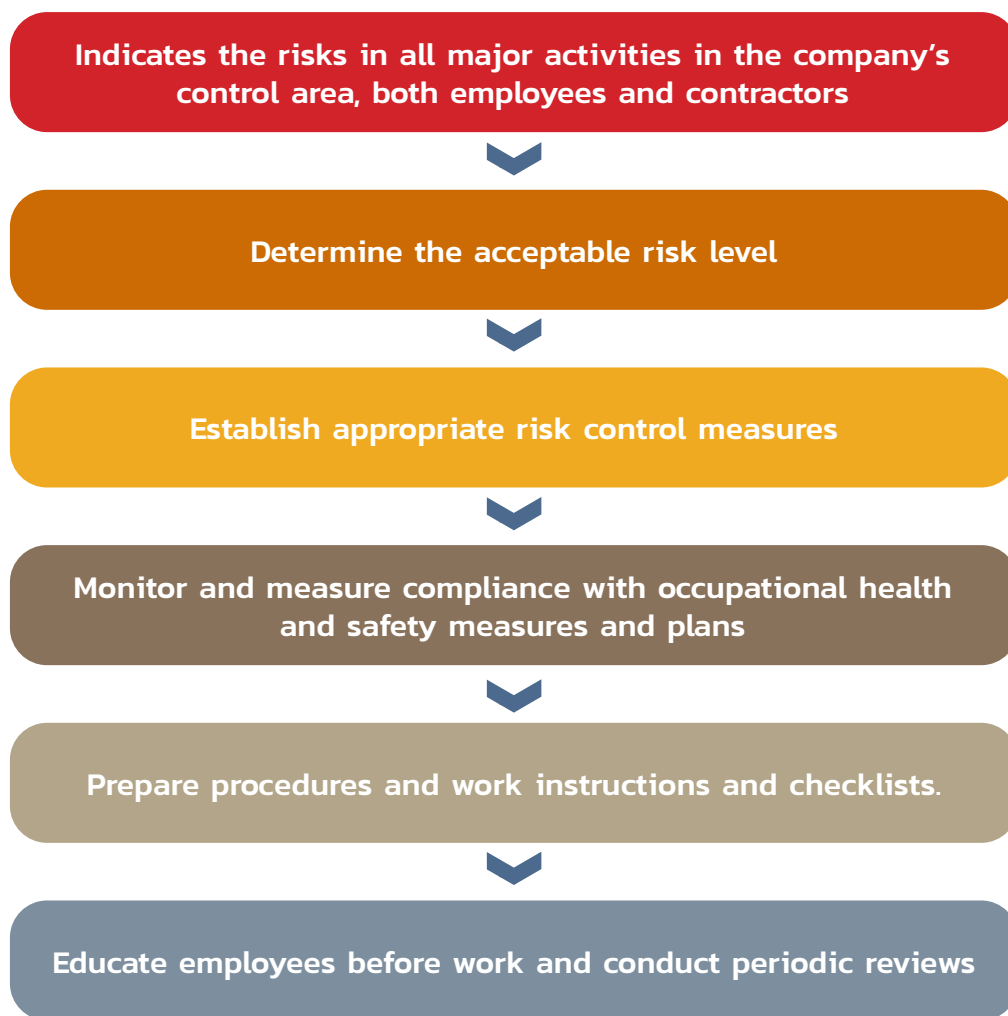 Indicates the risks in all major activities in the company's
control area, both employees and contractors
Determine the acceptable risk level
Establish appropriate risk control measures
Monitor and measure compliance with occupational health
and safety measures and plans
Prepare procedures and work instructions and checklists.
Educate employees before work and conduct periodic reviews